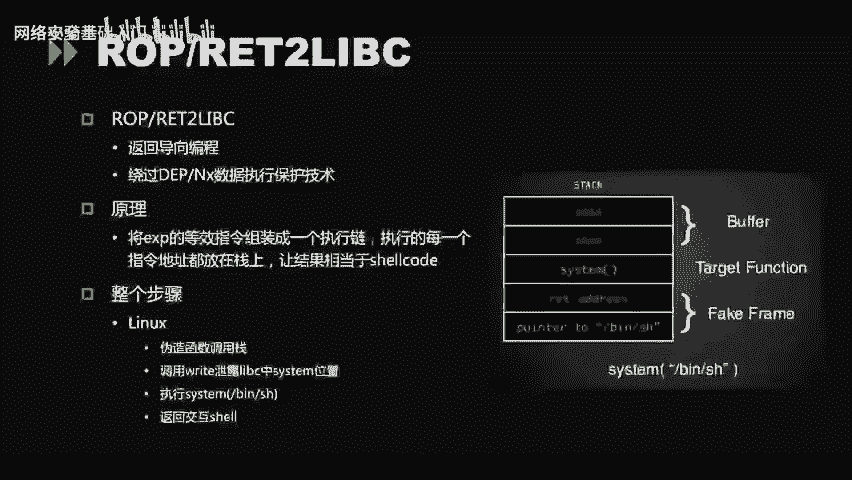 网络安全基础入门
ROP/RET2LIBC
ROP/RET2LIBC
返回导向编程
绕过DEP/Nx数据执行保护技术
原理
将exp的等效指令组装成一个执行链，执行的每一个
指令地址都放在栈上，让结果相当于shellcode
整个步骤
Linux
伪造函数调用栈
调用write泄露libc中system位置
执行system(/bin/sh)
返回交互shell
STACK
Buffer
system()
Target Function
ret address
Fake Frame
pointer to "/bin/sh"
system( "/bin/sh" )